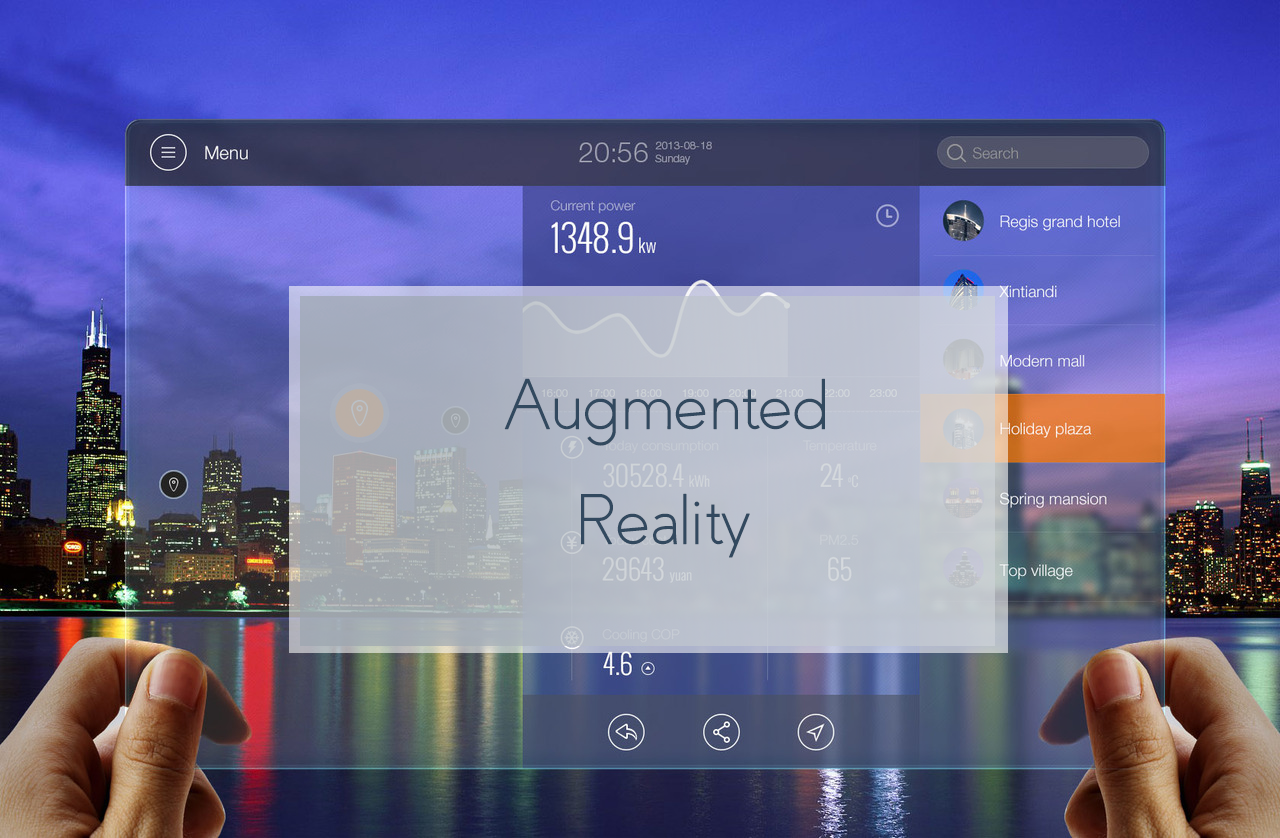 Menu
20:56
2013-08-18
Sunday
Search
Current power
1348.9 kw
16:00 17:00 18:00 19:00 20:00 21:00 22:00 23:00
Today consumption
30528.4 kWh
Temperature
24 °C
29643 yuan
PM2.5
65
Cooling COP
4.6
Regis grand hotel
Xintiandi
Modern mall
Holiday plaza
Spring mansion
Top village
Augmented
Reality